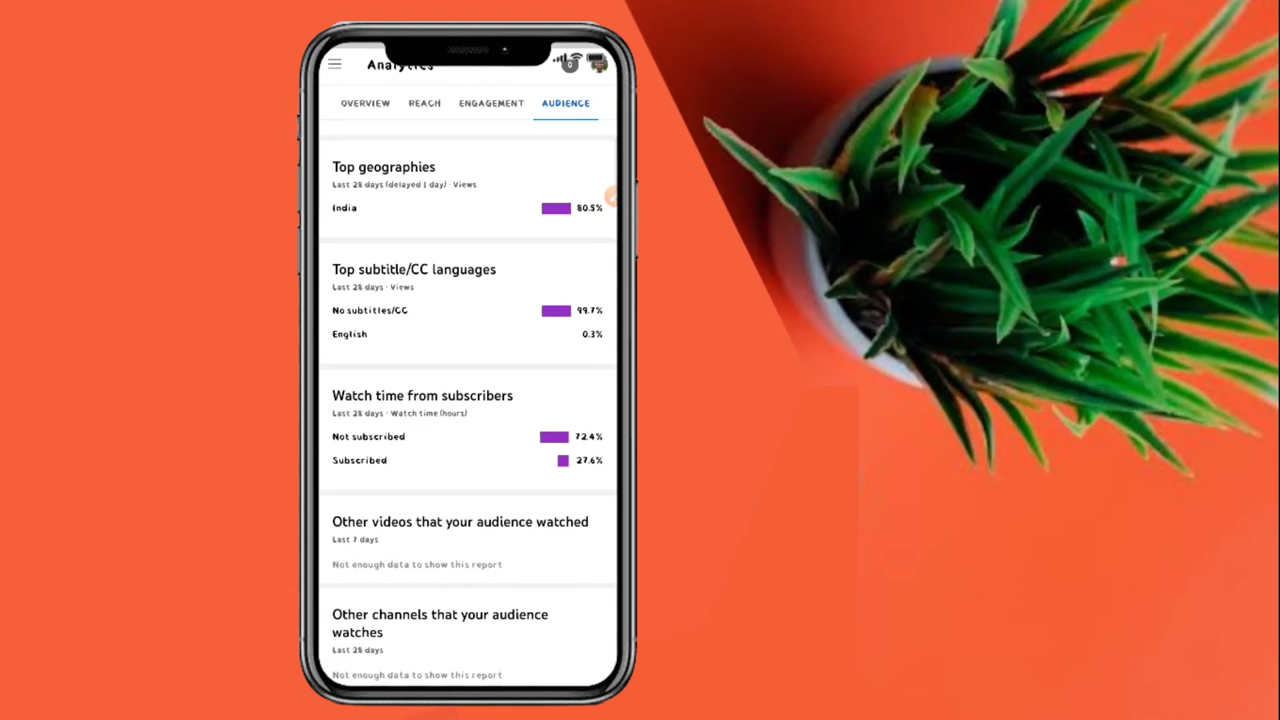 Analytics
OVERVIEW REACH ENGAGEMENT AUDIENCE
Top geographies
Last 28 days (delayed 1 day) · Views
India 80.5%
Top subtitle/CC languages
Last 28 days · Views
No subtitles/CC 99.7%
English 0.3%
Watch time from subscribers
Last 28 days · Watch time (hours)
Not subscribed 72.4%
Subscribed 27.6%
Other videos that your audience watched
Last 7 days
Not enough data to show this report
Other channels that your audience
watches
Last 28 days
Not enough data to show this report